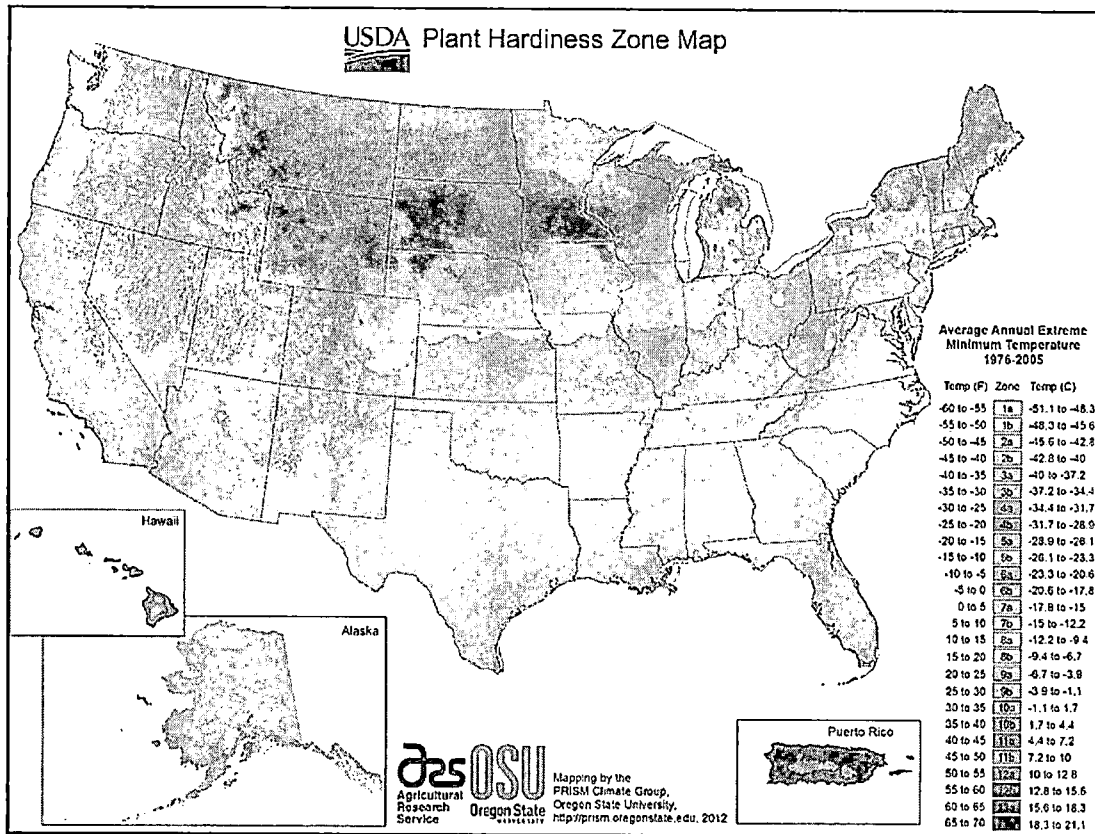 USDA Plant Hardiness Zone Map
Average Annual Extreme
Minimum Temperature
1976-2005
Temp (F) Zone Temp (C)
-60 to -55 1a -51.1 to -48.3
-55 to -50 1b -48.3 to -45.6
-50 to -45 2a -45.6 to -42.8
-45 to -40 2b -42.8 to -40
-40 to -35 3a -40 to -37.2
-35 to -30 3b -37.2 to -34.4
-30 to -25 4a -34.4 to -31.7
-25 to -20 4b -31.7 to -28.9
-20 to -15 5a -28.9 to -26.1
-15 to -10 5b -26.1 to -23.3
-10 to -5 6a -23.3 to -20.6
-5 to 0 6b -20.6 to -17.8
0 to 5 7a -17.8 to -15
5 to 10 7b -15 to -12.2
10 to 15 8a -12.2 to -9.4
15 to 20 8b -9.4 to -6.7
20 to 25 9a -6.7 to -3.9
25 to 30 9b -3.9 to -1.1
30 to 35 10a -1.1 to 1.7
35 to 40 10b 1.7 to 4.4
40 to 45 11a 4.4 to 7.2
45 to 50 11b 7.2 to 10
50 to 55 12a 10 to 12.8
55 to 60 12b 12.8 to 15.6
60 to 65 13a 15.6 to 18.3
65 to 70 18.3 to 21.1
Hawaii
Alaska
Puerto Rico
ars
Agricultural
Research
Service
OSU
Oregon State
UNIVERSITY
Mapping by the
PRISM Climate Group,
Oregon State University,
http://prism.oregonstate.edu, 2012